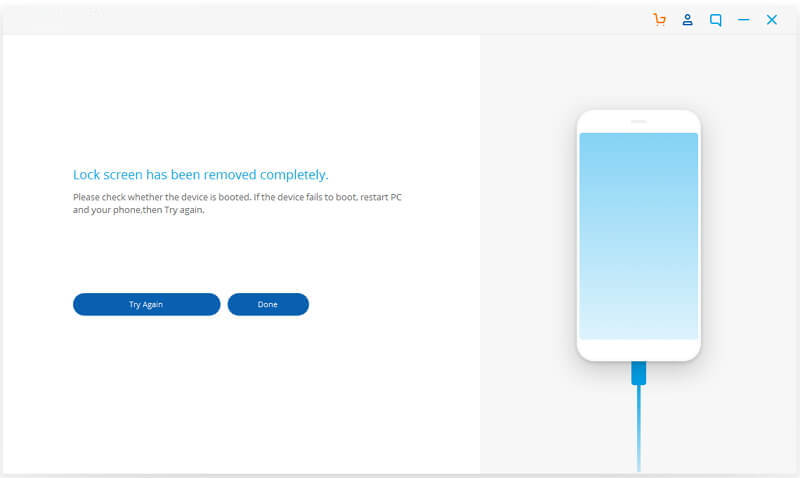 Lock screen has been removed completely.
Please check whether the device is booted. If the device fails to boot, restart PC
and your phone,then Try again.
Try Again
Done